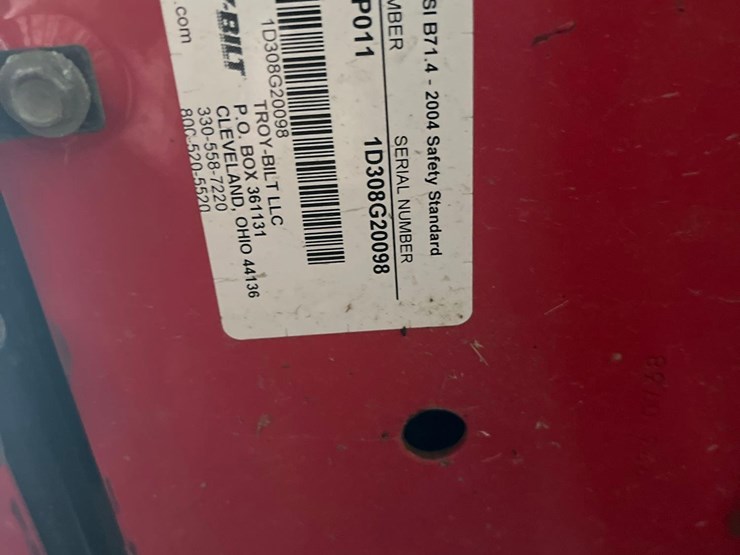 SI B71.4 - 2004 Safety Standard
MBER SERIAL NUMBER
P011 1D308G20098
1D308G20098
-BILT TROY-BILT LLC
P.O. BOX 361131
CLEVELAND, OHIO 44136
330-558-7220
800-520-5520
.com